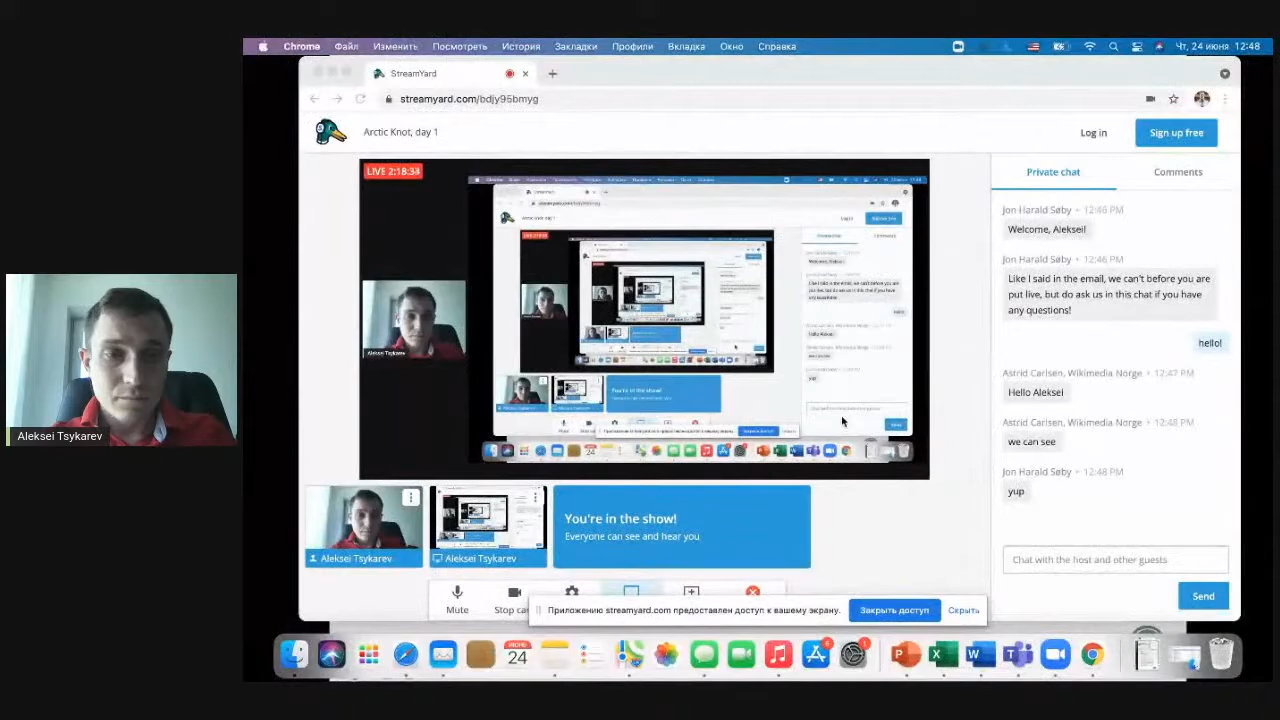 Chrome Файл Изменить Посмотреть История Закладки Профили Вкладка Окно Справка Чт, 24 июня 12:48
StreamYard
streamyard.com/bdjy95bmyg
Arctic Knot, day 1 Log in Sign up free
LIVE 2:18:34
Aleksei Tsykarev
Private chat Comments
Jon Harald Søby • 12:46 PM
Welcome, Aleksei!
Jon Harald Søby • 12:46 PM
Like I said in the email, we can't before you are
put live, but do ask us in this chat if you have
any questions!
hello!
Astrid Carlsen, Wikimedia Norge • 12:47 PM
Hello Aleksei
Astrid Carlsen, Wikimedia Norge • 12:48 PM
we can see
Jon Harald Søby • 12:48 PM
yup
Chat with the host and other guests
Send
Aleksei Tsykarev
Aleksei Tsykarev
Aleksei Tsykarev
You're in the show!
Everyone can see and hear you
Mute Stop ca
Приложению streamyard.com предоставлен доступ к вашему экрану. Закрыть доступ Скрыть
ИЮНЬ
24